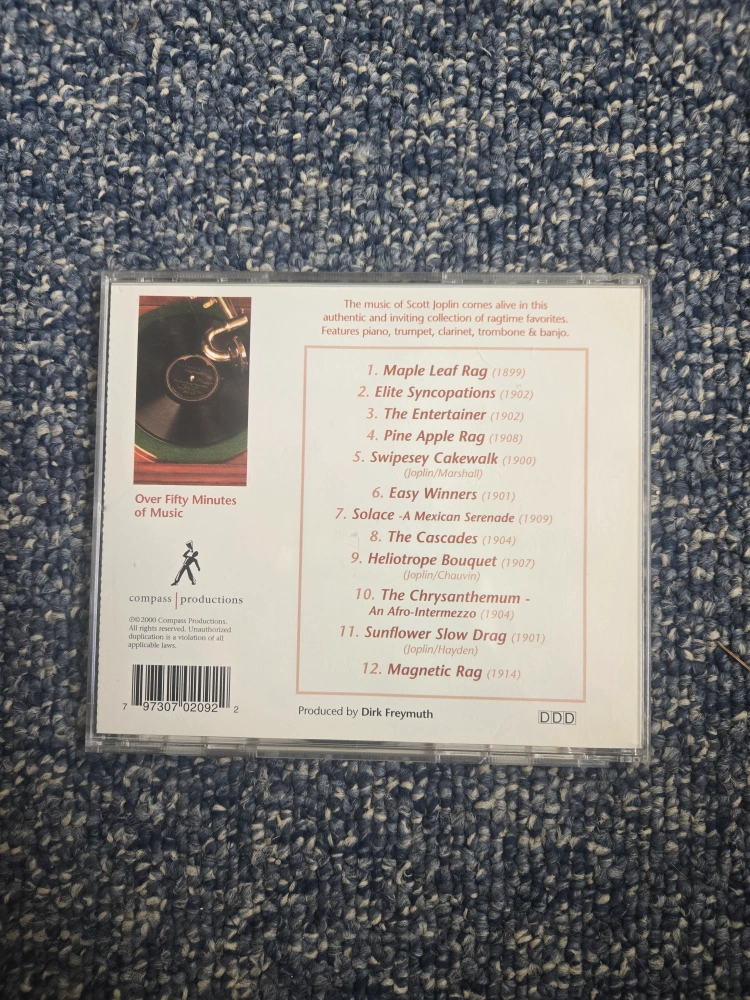 The music of Scott Joplin comes alive in this
authentic and inviting collection of ragtime favorites.
Features piano, trumpet, clarinet, trombone & banjo.
1. Maple Leaf Rag (1899)
2. Elite Syncopations (1902)
3. The Entertainer (1902)
4. Pine Apple Rag (1908)
5. Swipesey Cakewalk (1900)
(Joplin/Marshall)
6. Easy Winners (1901)
7. Solace -A Mexican Serenade (1909)
8. The Cascades (1904)
9. Heliotrope Bouquet (1907)
(Joplin/Chauvin)
10. The Chrysanthemum -
An Afro-Intermezzo (1904)
11. Sunflower Slow Drag (1901)
(Joplin/Hayden)
12. Magnetic Rag (1914)
Over Fifty Minutes
of Music
compass|productions
℗©2000 Compass Productions.
All rights reserved. Unauthorized
duplication is a violation of all
applicable laws.
7 97307 02092 2
Produced by Dirk Freymuth
DDD